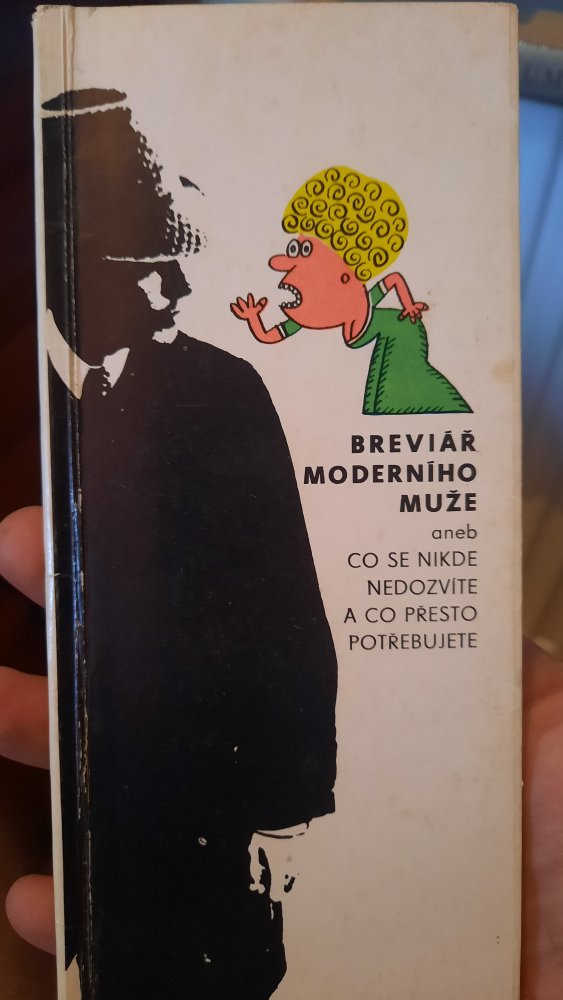 BREVIÁŘ
MODERNÍHO
MUŽE
aneb
CO SE NIKDE
NEDOZVÍTE
A CO PŘESTO
POTŘEBUJETE